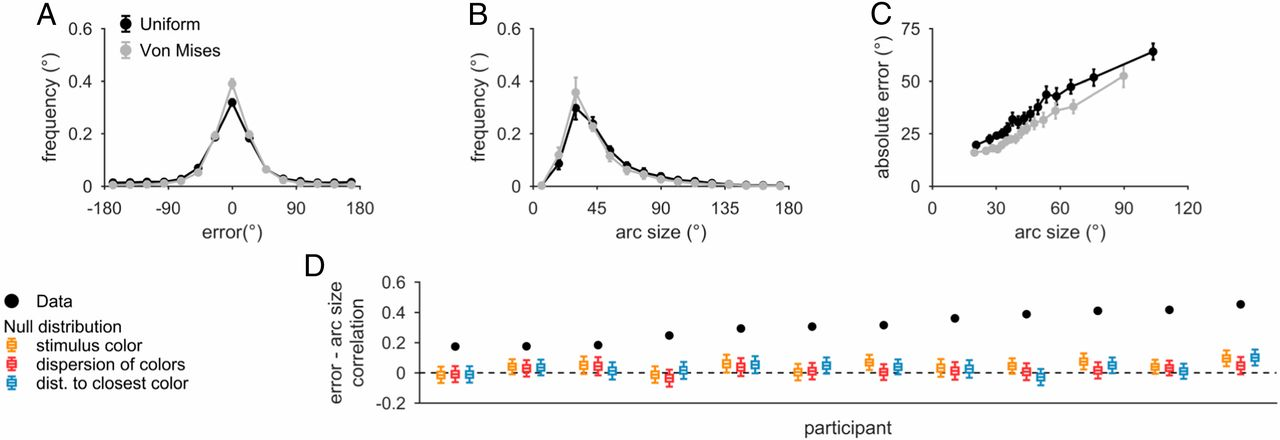 A
B
C
Uniform
Von Mises
frequency (°)
0.6
0.4
0.2
0
-180
-90
0
90
180
error(°)
frequency (°)
0.6
0.4
0.2
0
0
45
90
135
180
arc size (°)
absolute error (°)
75
50
25
0
0
30
60
90
120
arc size (°)
D
Data
Null distribution
stimulus color
dispersion of colors
dist. to closest color
error - arc size
correlation
0.6
0.4
0.2
0
-0.2
participant